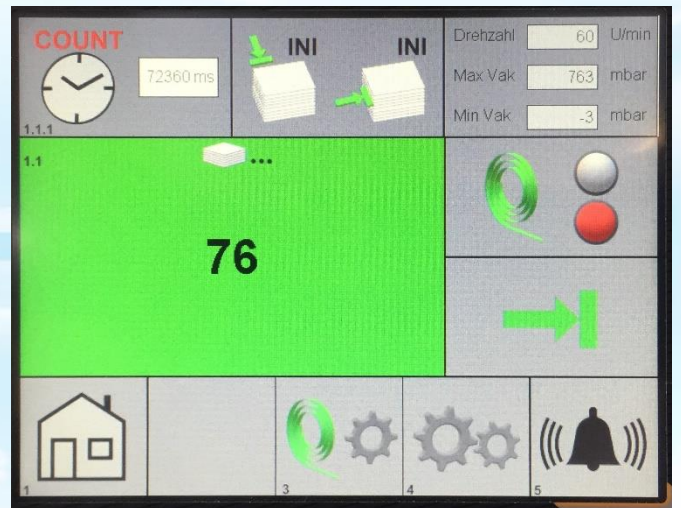 COUNT
72360 ms
1.1.1
INI
INI
Drehzahl 60 U/min
Max Vak 763 mbar
Min Vak -3 mbar
1.1
...
76
1
3
4
5